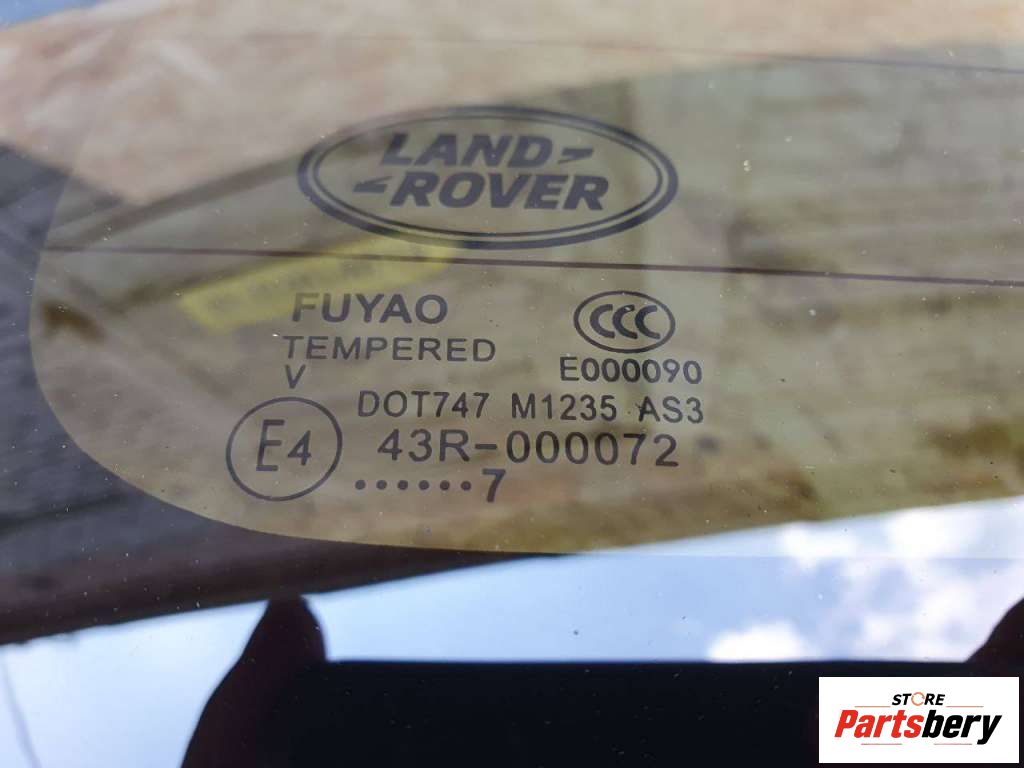 LAND
ROVER
FUYAO
CCC
TEMPERED
E000090
V
DOT747 M1235 AS3
E4
43R-000072
......7
STORE
Partsbery